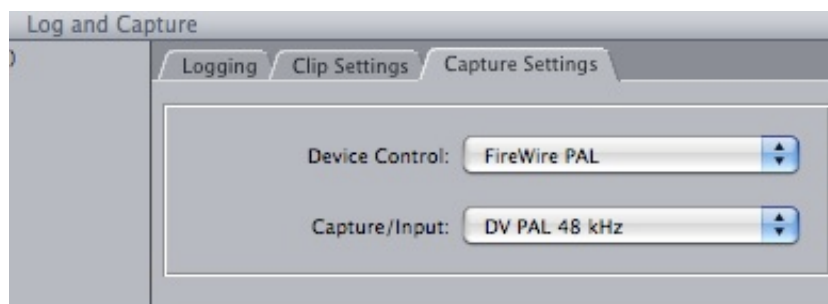 Log and Capture
)
Logging Clip Settings Capture Settings
Device Control: FireWire PAL
Capture/Input: DV PAL 48 kHz